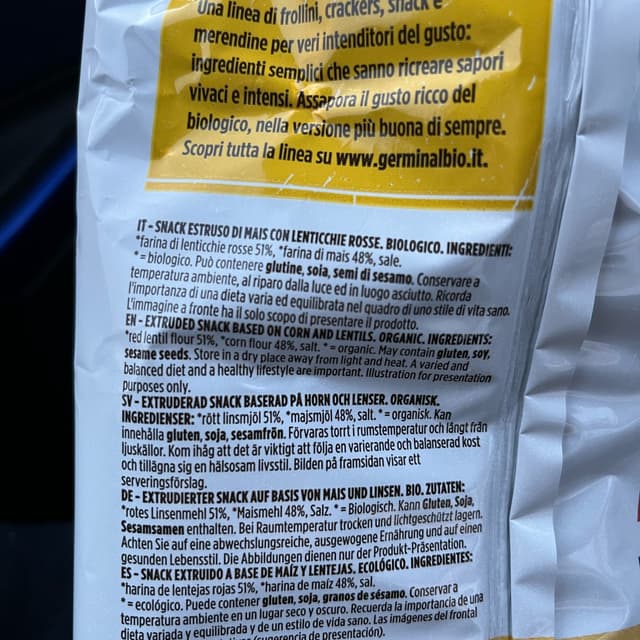 Una linea di frollini, crackers, snack e
merendine per veri intenditori del gusto:
ingredienti semplici che sanno ricreare sapori
vivaci e intensi. Assapora il gusto ricco del
biologico, nella versione più buona di sempre.
Scopri tutta la linea su www.germinalbio.it.
IT - SNACK ESTRUSO DI MAIS CON LENTICCHIE ROSSE. BIOLOGICO. INGREDIENTI:
*farina di lenticchie rosse 51%, *farina di mais 48%, sale.
*= biologico. Può contenere glutine, soia, semi di sesamo. Conservare a
temperatura ambiente, al riparo dalla luce ed in luogo asciutto. Ricorda
l'importanza di una dieta varia ed equilibrata nel quadro di uno stile di vita sano.
L'immagine a fronte ha il solo scopo di presentare il prodotto.
EN - EXTRUDED SNACK BASED ON CORN AND LENTILS. ORGANIC. INGREDIENTS:
*red lentil flour 51%, *corn flour 48%, salt. *= organic. May contain gluten, soy,
sesame seeds. Store in a dry place away from light and heat. A varied and
balanced diet and a healthy lifestyle are important. Illustration for presentation
purposes only.
SV - EXTRUDERAD SNACK BASERAD PÅ HORN OCH LENSER. ORGANISK.
INGREDIENSER: *rött linsmjöl 51%, *majsmjöl 48%, salt. *= organisk. Kan
innehålla gluten, soja, sesamfrön. Förvaras torrt i rumstemperatur och långt från
ljuskällor. Kom ihåg att det är viktigt att följa en varierande och balanserad kost
och tillägna sig en hälsosam livsstil. Bilden på framsidan visar ett
serveringsförslag.
DE - EXTRUDIERTER SNACK AUF BASIS VON MAIS UND LINSEN. BIO. ZUTATEN:
*rotes Linsenmehl 51%, *Maismehl 48%, Salz. *= Biologisch. Kann Gluten, Soja,
Sesamsamen enthalten. Bei Raumtemperatur trocken und lichtgeschützt lagern.
Achten Sie auf eine abwechslungsreiche, ausgewogene Ernährung und auf einen
gesunden Lebensstil. Die Abbildungen dienen nur der Produkt-Präsentation.
ES - SNACK EXTRUIDO A BASE DE MAÍZ Y LENTEJAS. ECOLÓGICO. INGREDIENTES:
*harina de lentejas rojas 51%, *harina de maíz 48%, sal.
*= ecológico. Puede contener gluten, soja, granos de sésamo. Conservar a
temperatura ambiente en un lugar seco y oscuro. Recuerda la importancia de una
dieta variada y equilibrada y de un estilo de vida sano. Las imágenes del frontal
(sugerencia de presentación).